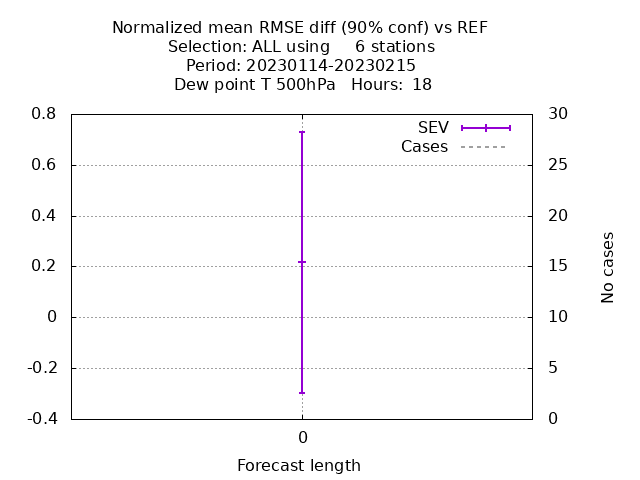 Normalized mean RMSE diff (90% conf) vs REF
Selection: ALL using     6 stations
Period: 20230114-20230215
Dew point T 500hPa   Hours:  18
SEV
Cases
0.8
0.6
0.4
0.2
0
-0.2
-0.4
30
25
20
15
10
5
0
No cases
0
Forecast length